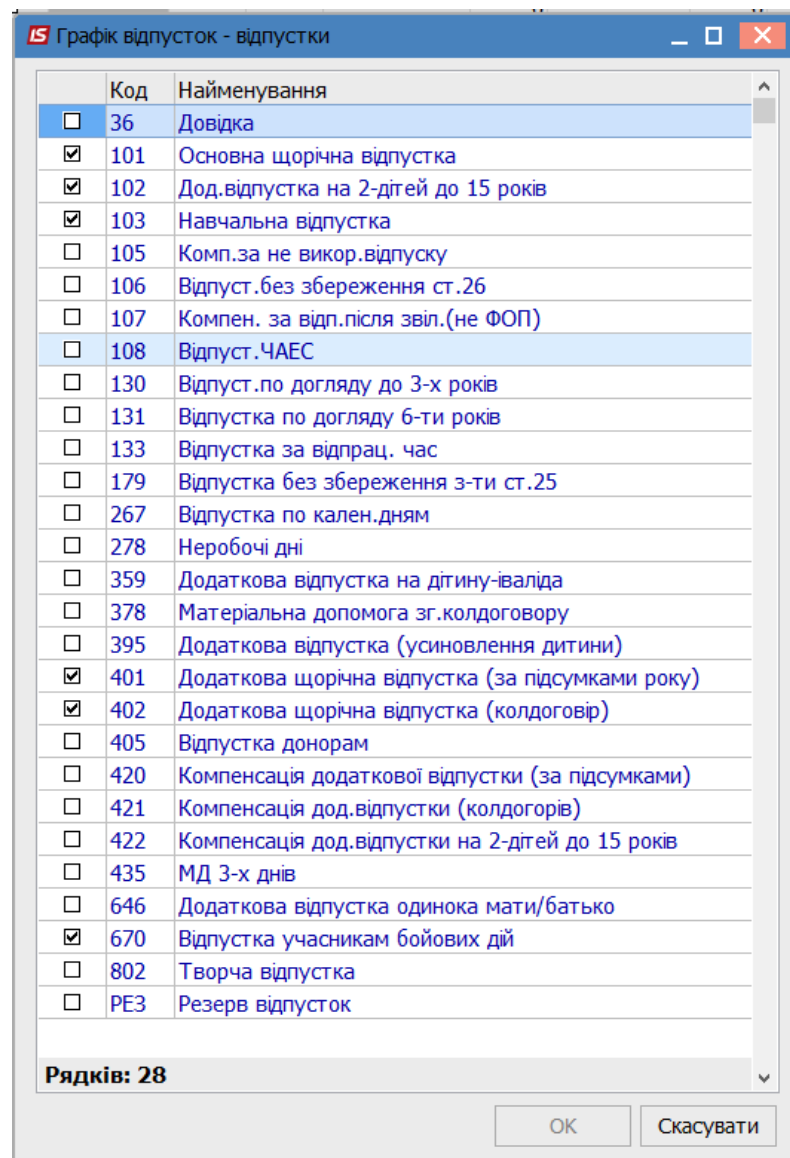 IS Графік відпусток - відпустки
Код Найменування
36 Довідка
101 Основна щорічна відпустка
102 Дод.відпустка на 2-дітей до 15 років
103 Навчальна відпустка
105 Комп.за не викор.відпуску
106 Відпуст.без збереження ст.26
107 Компен. за відп.після звіл.(не ФОП)
108 Відпуст.ЧАЕС
130 Відпуст.по догляду до 3-х років
131 Відпустка по догляду 6-ти років
133 Відпустка за відпрац. час
179 Відпустка без збереження з-ти ст.25
267 Відпустка по кален.дням
278 Неробочі дні
359 Додаткова відпустка на дітину-іваліда
378 Матеріальна допомога зг.колдоговору
395 Додаткова відпустка (усиновлення дитини)
401 Додаткова щорічна відпустка (за підсумками року)
402 Додаткова щорічна відпустка (колдоговір)
405 Відпустка донорам
420 Компенсація додаткової відпустки (за підсумками)
421 Компенсація дод.відпустки (колдогорів)
422 Компенсація дод.відпустки на 2-дітей до 15 років
435 МД 3-х днів
646 Додаткова відпустка одинока мати/батько
670 Відпустка учасникам бойових дій
802 Творча відпустка
РЕЗ Резерв відпусток
Рядків: 28
OK Скасувати